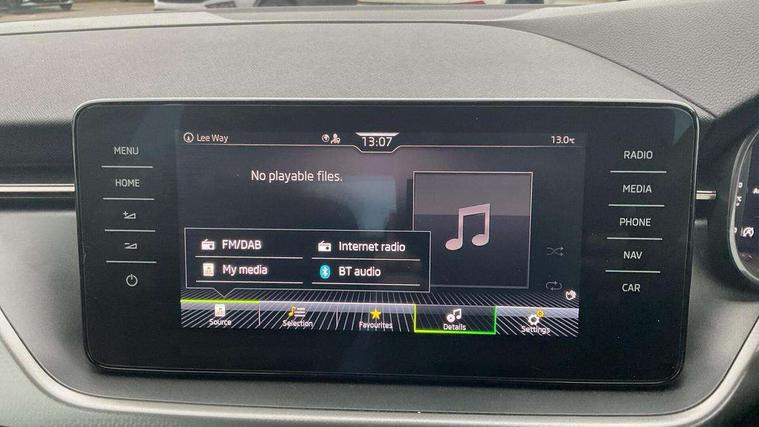 Lee Way
13:07
13.0°C
MENU
HOME
No playable files.
FM/DAB
Internet radio
My media
BT audio
Source
Selection
Favourites
Details
Settings
RADIO
MEDIA
PHONE
NAV
CAR